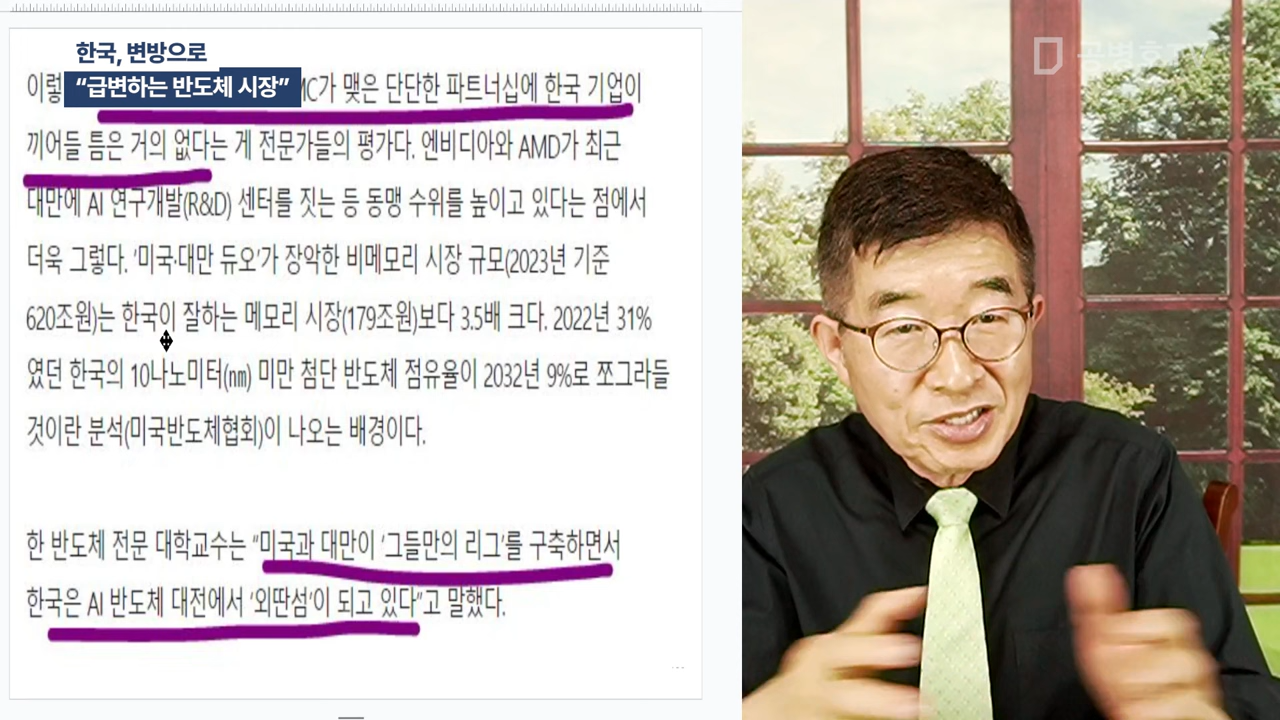 한국, 변방으로
“급변하는 반도체 시장”
이렇
MC가 맺은 단단한 파트너십에 한국 기업이
끼어들 틈은 거의 없다는 게 전문가들의 평가다. 엔비디아와 AMD가 최근
대만에 AI 연구개발(R&D) 센터를 짓는 등 동맹 수위를 높이고 있다는 점에서
더욱 그렇다. ‘미국·대만 듀오’가 장악한 비메모리 시장 규모(2023년 기준
620조원)는 한국이 잘하는 메모리 시장(179조원)보다 3.5배 크다. 2022년 31%
였던 한국의 10나노미터(㎚) 미만 첨단 반도체 점유율이 2032년 9%로 쪼그라들
것이란 분석(미국반도체협회)이 나오는 배경이다.
한 반도체 전문 대학교수는 “미국과 대만이 ‘그들만의 리그’를 구축하면서
한국은 AI 반도체 대전에서 ‘외딴섬’이 되고 있다”고 말했다.
공병호TV